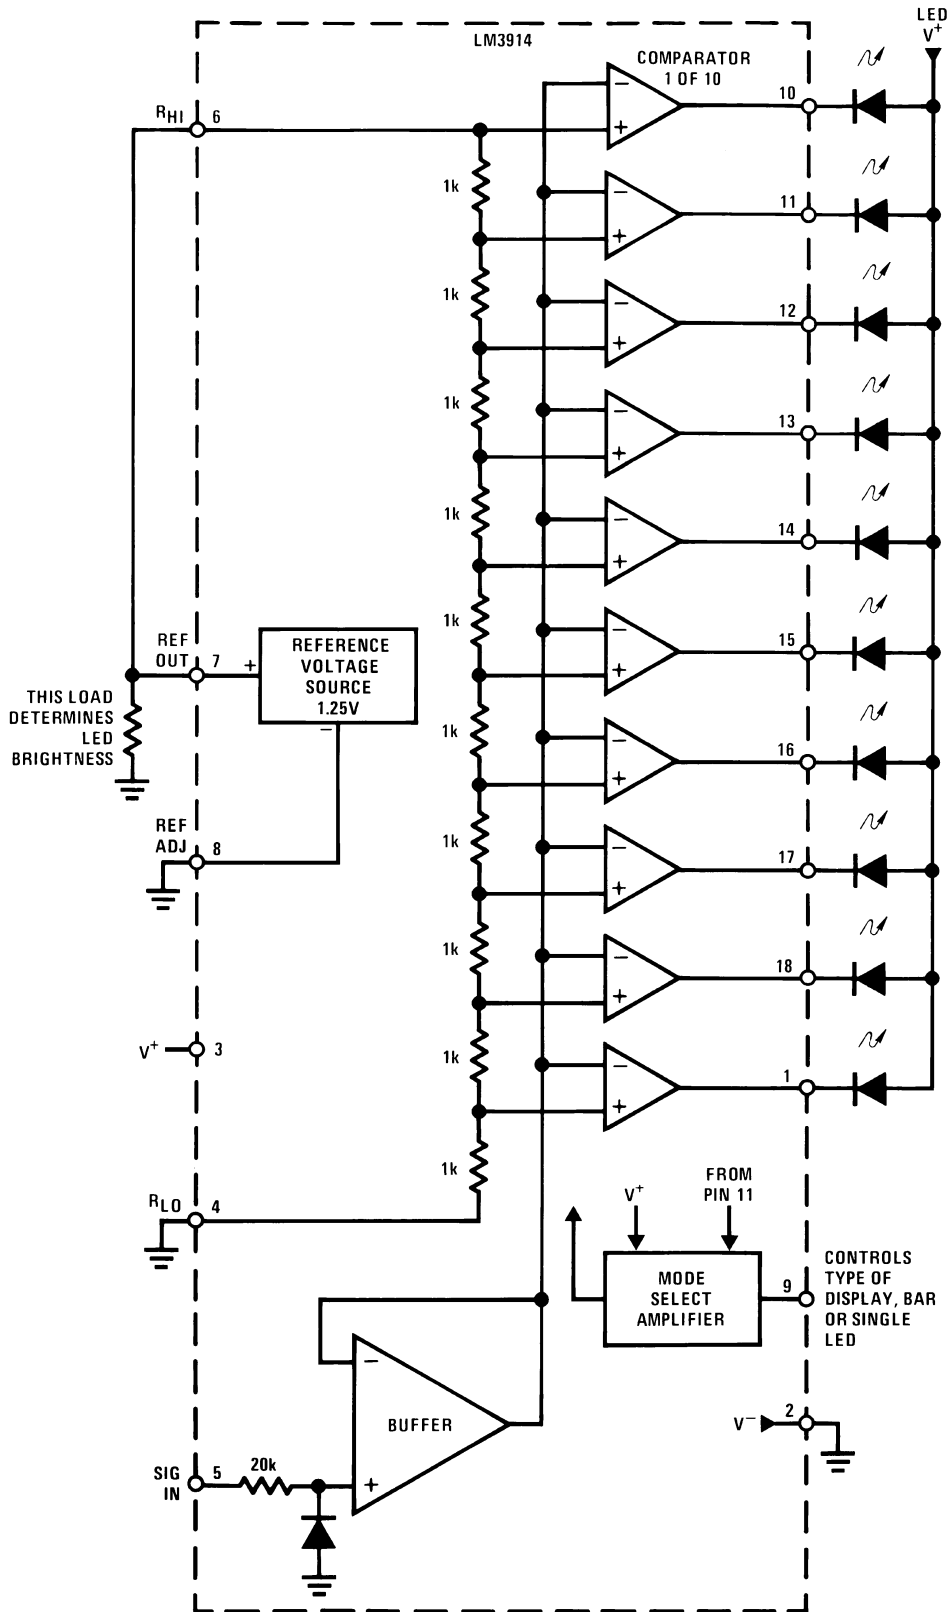 LED
V+
LM3914
COMPARATOR
1 OF 10
RHI
6
−
+
10
1k
−
+
11
1k
−
+
12
1k
−
+
13
1k
−
+
14
1k
−
+
15
REF
OUT
7
+
REFERENCE
VOLTAGE
SOURCE
1.25V
−
THIS LOAD
DETERMINES
LED
BRIGHTNESS
1k
−
+
16
REF
ADJ
8
1k
−
+
17
1k
−
+
18
V+
3
1k
−
+
1
1k
RLO
4
V+
FROM
PIN 11
MODE
SELECT
AMPLIFIER
9
CONTROLS
TYPE OF
DISPLAY, BAR
OR SINGLE
LED
−
BUFFER
+
V−
2
SIG
IN
5
20k